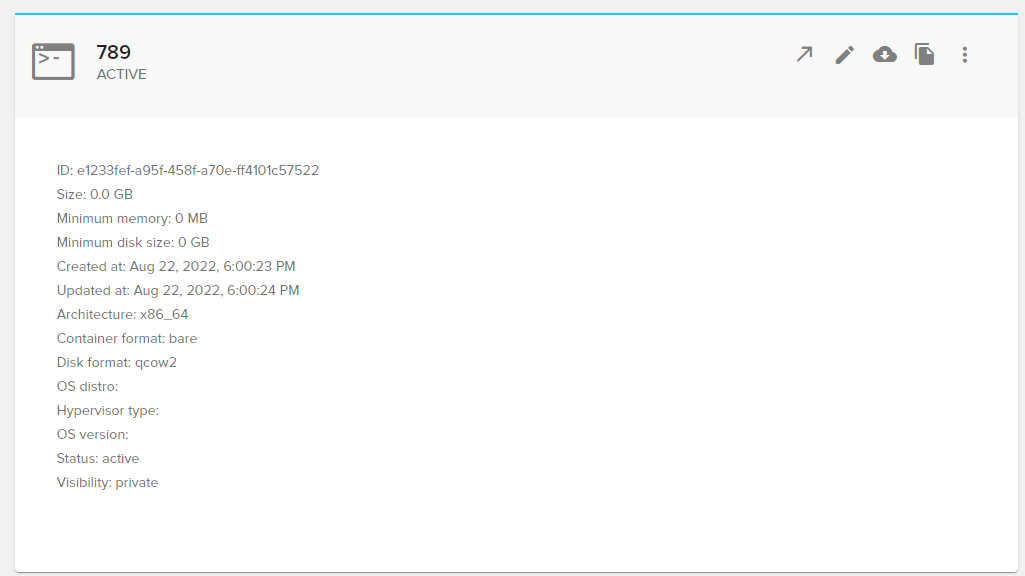 789
ACTIVE
ID: e1233fef-a95f-458f-a70e-ff4101c57522
Size: 0.0 GB
Minimum memory: 0 MB
Minimum disk size: 0 GB
Created at: Aug 22, 2022, 6:00:23 PM
Updated at: Aug 22, 2022, 6:00:24 PM
Architecture: x86_64
Container format: bare
Disk format: qcow2
OS distro:
Hypervisor type:
OS version:
Status: active
Visibility: private